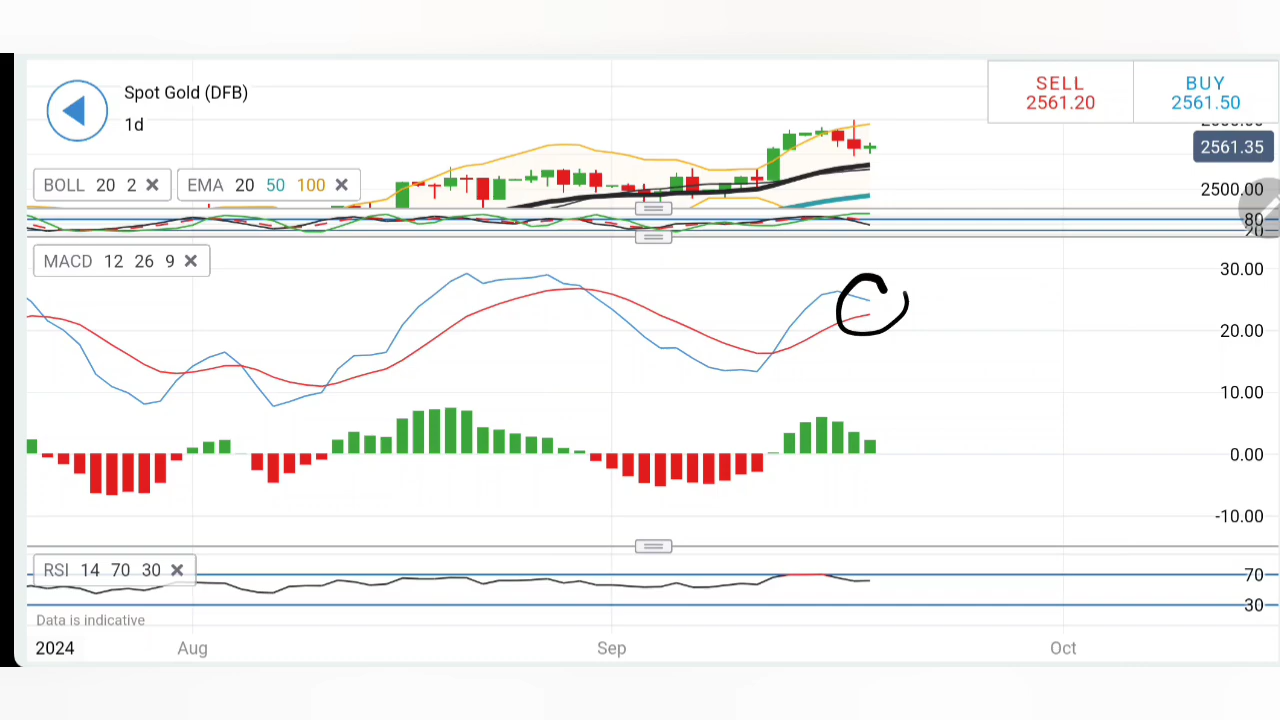 Spot Gold (DFB)
1d
SELL
2561.20
BUY
2561.50
2561.35
BOLL 20 2
EMA 20 50 100
2500.00
80
20
MACD 12 26 9
30.00
20.00
10.00
0.00
-10.00
RSI 14 70 30
70
30
Data is indicative
2024 Aug Sep Oct